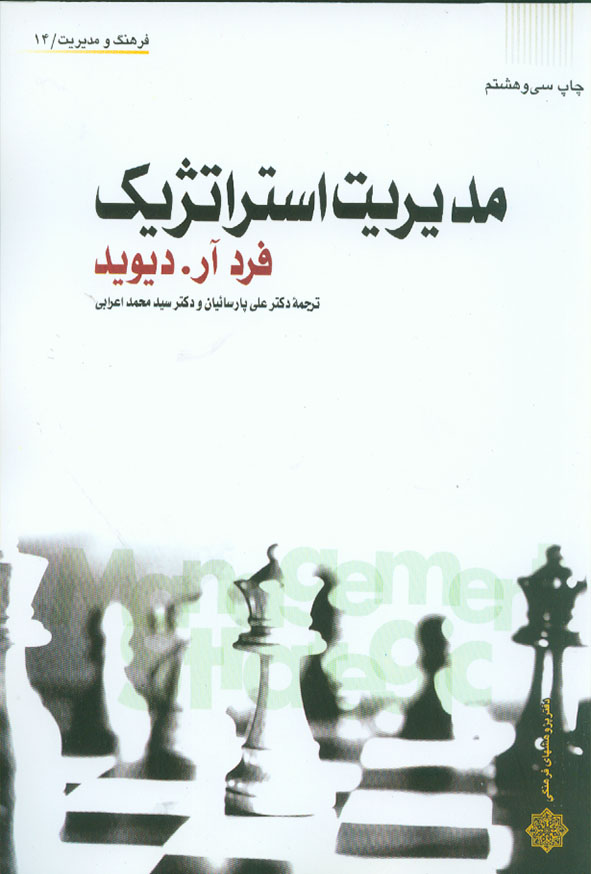 فرهنگ و مدیریت/۱۴
چاپ سی‌و‌هشتم
مدیریت استراتژیک
فرد آر. دیوید
ترجمهٔ دکتر علی پارسائیان و دکتر سید محمد اعرابی
Management
Strategic
دفتر پژوهشهای فرهنگی